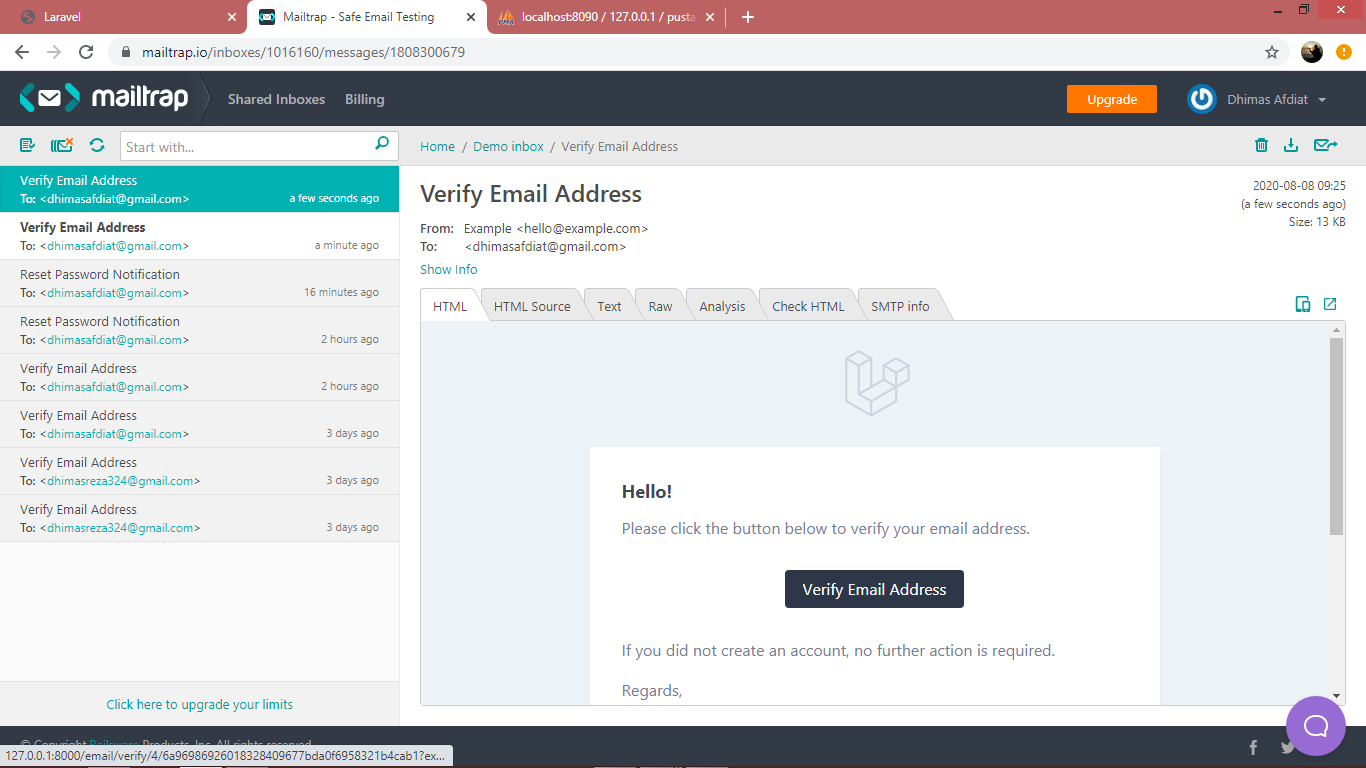 Laravel
Mailtrap - Safe Email Testing
localhost:8090 / 127.0.0.1 / pusta
mailtrap.io/inboxes/1016160/messages/1808300679
mailtrap
Shared Inboxes
Billing
Upgrade
Dhimas Afdiat
Start with...
Home / Demo inbox / Verify Email Address
Verify Email Address
To: <dhimasafdiat@gmail.com> a few seconds ago
Verify Email Address
To: <dhimasafdiat@gmail.com> a minute ago
Reset Password Notification
To: <dhimasafdiat@gmail.com> 16 minutes ago
Reset Password Notification
To: <dhimasafdiat@gmail.com> 2 hours ago
Verify Email Address
To: <dhimasafdiat@gmail.com> 2 hours ago
Verify Email Address
To: <dhimasafdiat@gmail.com> 3 days ago
Verify Email Address
To: <dhimasreza324@gmail.com> 3 days ago
Verify Email Address
To: <dhimasreza324@gmail.com> 3 days ago
Click here to upgrade your limits
Verify Email Address
2020-08-08 09:25
(a few seconds ago)
Size: 13 KB
From: Example <hello@example.com>
To: <dhimasafdiat@gmail.com>
Show Info
HTML
HTML Source
Text
Raw
Analysis
Check HTML
SMTP info
Hello!
Please click the button below to verify your email address.
Verify Email Address
If you did not create an account, no further action is required.
Regards,
© Copyright Railsware Products, Inc. All rights reserved.
127.0.0.1:8000/email/verify/4/6a96986926018328409677bda0f6958321b4cab1?ex...